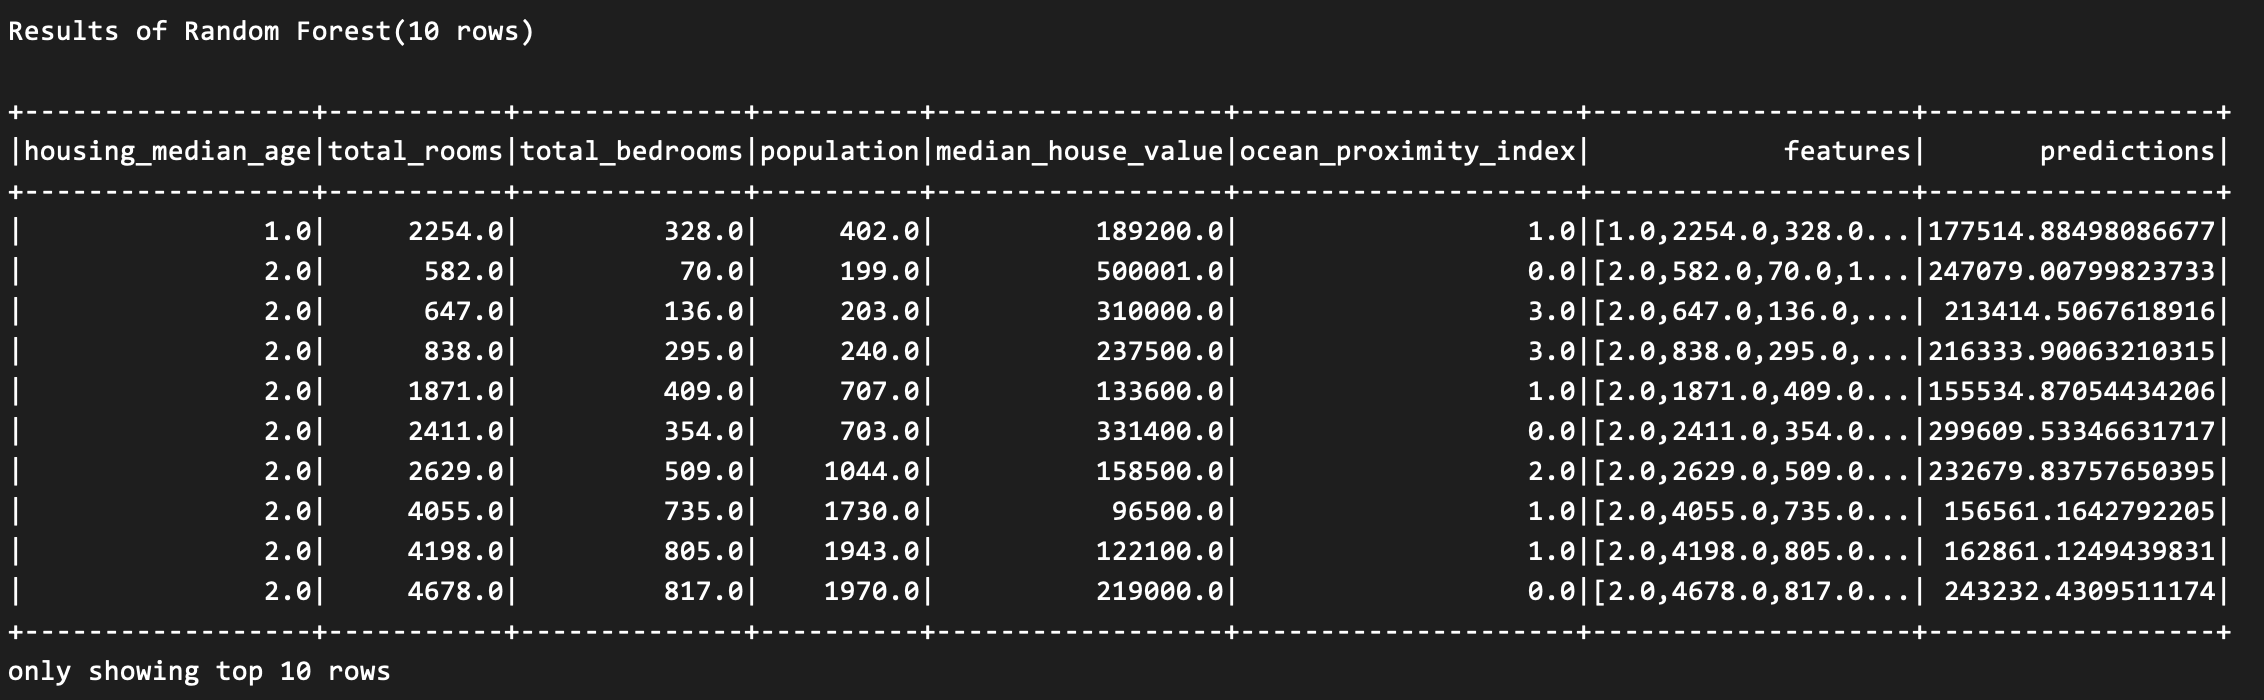 Results of Random Forest(10 rows)
+------------------+-----------+--------------+----------+------------------+---------------------+--------------------+------------------+
|housing_median_age|total_rooms|total_bedrooms|population|median_house_value|ocean_proximity_index|            features|       predictions|
+------------------+-----------+--------------+----------+------------------+---------------------+--------------------+------------------+
|               1.0|     2254.0|         328.0|     402.0|          189200.0|                  1.0|[1.0,2254.0,328.0...|177514.88498086677|
|               2.0|      582.0|          70.0|     199.0|          500001.0|                  0.0|[2.0,582.0,70.0,1...|247079.00799823733|
|               2.0|      647.0|         136.0|     203.0|          310000.0|                  3.0|[2.0,647.0,136.0,...| 213414.5067618916|
|               2.0|      838.0|         295.0|     240.0|          237500.0|                  3.0|[2.0,838.0,295.0,...|216333.90063210315|
|               2.0|     1871.0|         409.0|     707.0|          133600.0|                  1.0|[2.0,1871.0,409.0...|155534.87054434206|
|               2.0|     2411.0|         354.0|     703.0|          331400.0|                  0.0|[2.0,2411.0,354.0...|299609.53346631717|
|               2.0|     2629.0|         509.0|    1044.0|          158500.0|                  2.0|[2.0,2629.0,509.0...|232679.83757650395|
|               2.0|     4055.0|         735.0|    1730.0|           96500.0|                  1.0|[2.0,4055.0,735.0...| 156561.1642792205|
|               2.0|     4198.0|         805.0|    1943.0|          122100.0|                  1.0|[2.0,4198.0,805.0...| 162861.1249439831|
|               2.0|     4678.0|         817.0|    1970.0|          219000.0|                  0.0|[2.0,4678.0,817.0...| 243232.4309511174|
+------------------+-----------+--------------+----------+------------------+---------------------+--------------------+------------------+
only showing top 10 rows